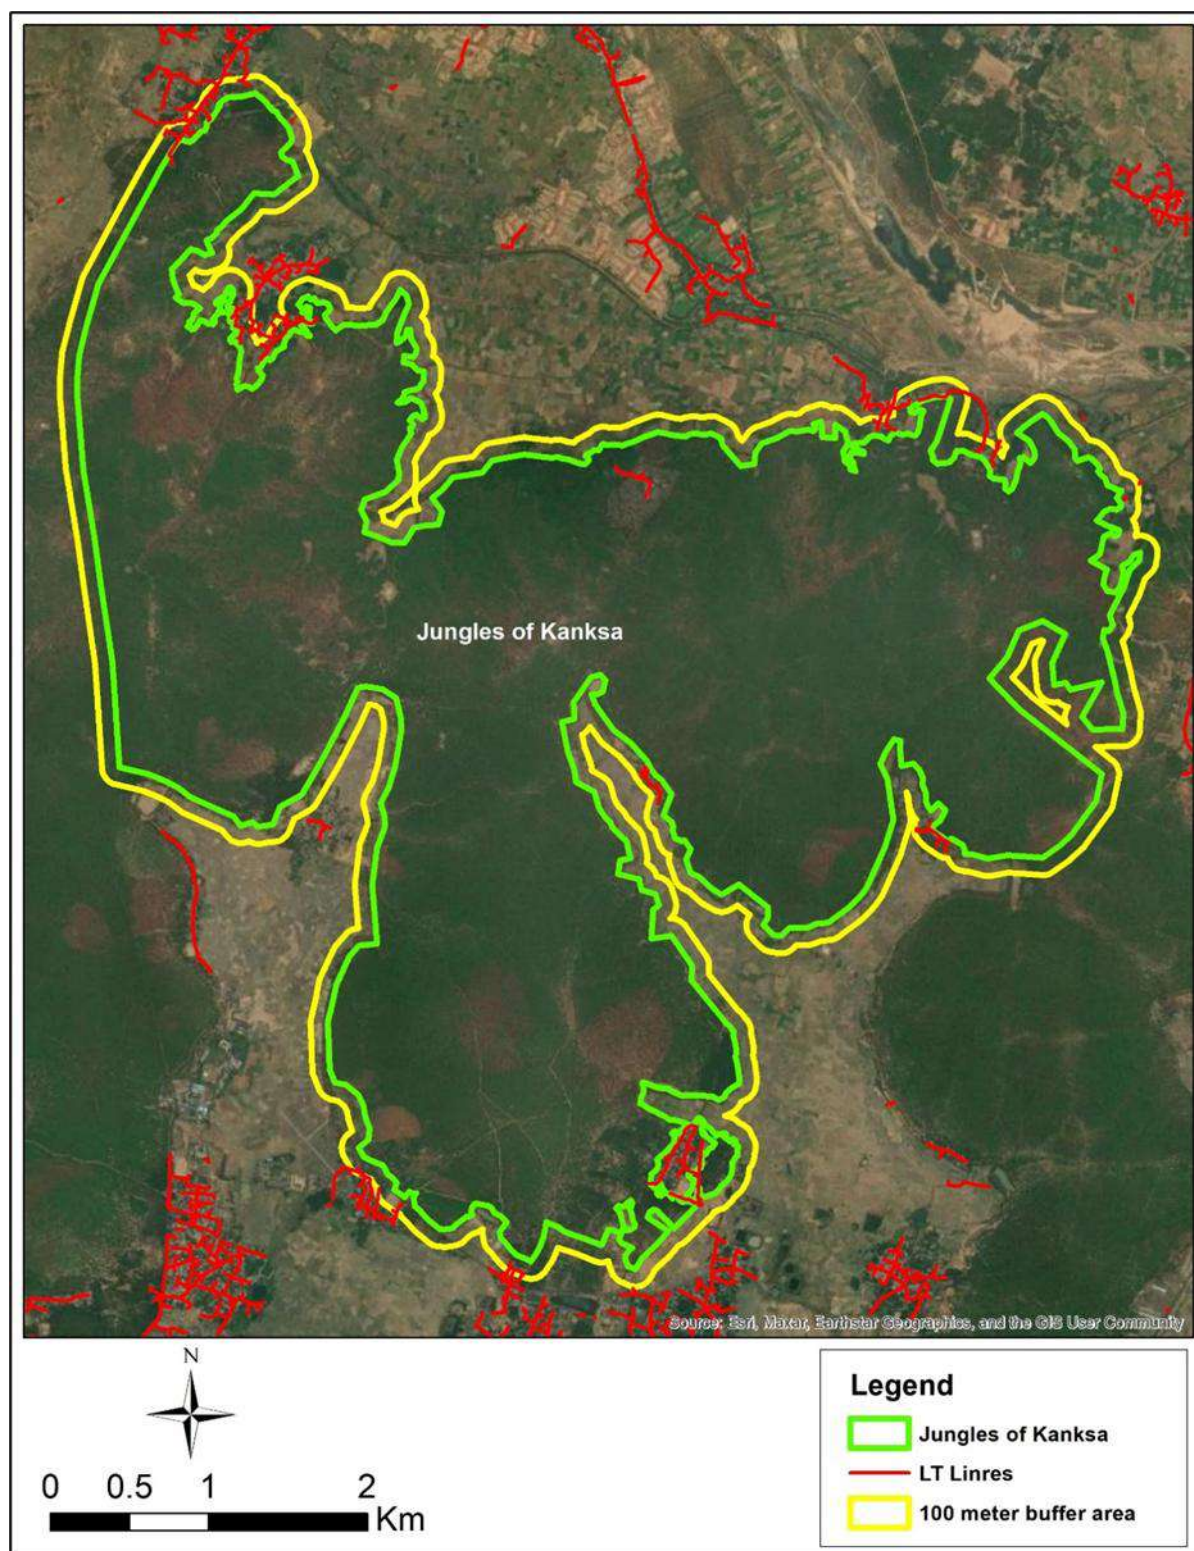 Jungles of Kanksa
Source: Esri, Maxar, Earthstar Geographics, and the GIS User Community
N
0 0.5 1 2
Km
Legend
Jungles of Kanksa
LT Linres
100 meter buffer area